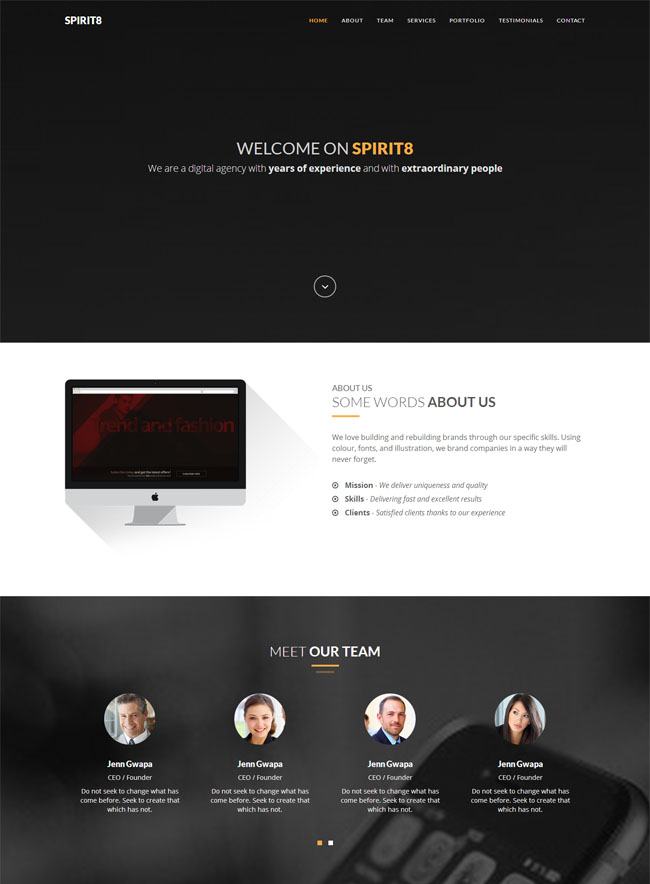 SPIRIT8
HOME ABOUT TEAM SERVICES PORTFOLIO TESTIMONIALS CONTACT
WELCOME ON SPIRIT8
We are a digital agency with years of experience and with extraordinary people
ABOUT US
SOME WORDS ABOUT US
trend and fashion
We love building and rebuilding brands through our specific skills. Using
colour, fonts, and illustration, we brand companies in a way they will
never forget.
Mission - We deliver uniqueness and quality
Skills - Delivering fast and excellent results
Clients - Satisfied clients thanks to our experience
MEET OUR TEAM
Jenn Gwapa
CEO / Founder
Do not seek to change what has
come before. Seek to create that
which has not.
Jenn Gwapa
CEO / Founder
Do not seek to change what has
come before. Seek to create that
which has not.
Jenn Gwapa
CEO / Founder
Do not seek to change what has
come before. Seek to create that
which has not.
Jenn Gwapa
CEO / Founder
Do not seek to change what has
come before. Seek to create that
which has not.